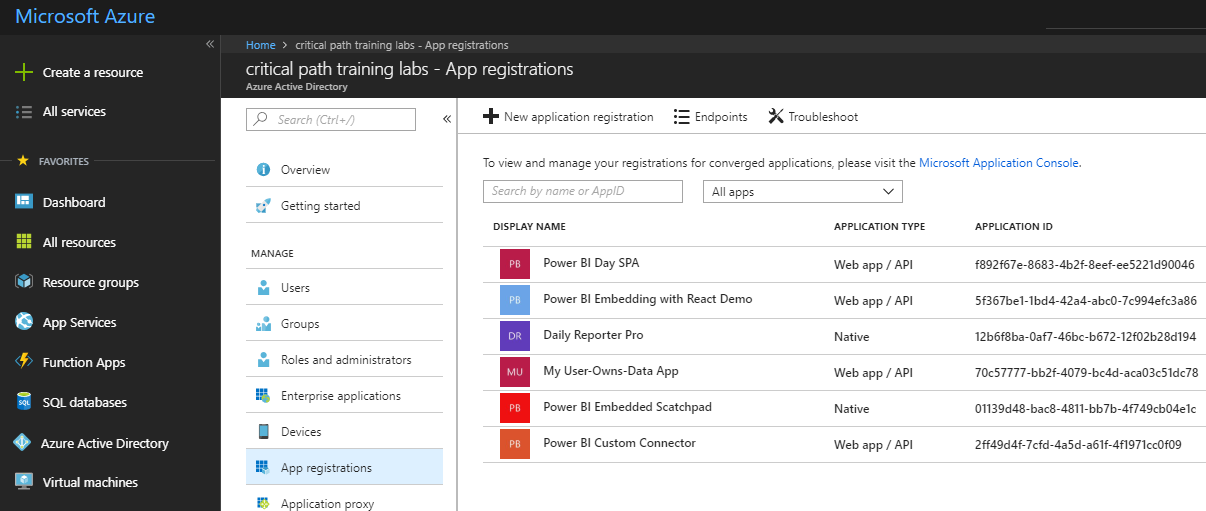 Microsoft Azure
Create a resource
All services
FAVORITES
Dashboard
All resources
Resource groups
App Services
Function Apps
SQL
SQL databases
Azure Active Directory
Virtual machines
Home > critical path training labs - App registrations
critical path training labs - App registrations
Azure Active Directory
Search (Ctrl+/)
Overview
Getting started
MANAGE
Users
Groups
Roles and administrators
Enterprise applications
Devices
App registrations
Application proxy
New application registration Endpoints Troubleshoot
To view and manage your registrations for converged applications, please visit the Microsoft Application Console.
Search by name or AppID All apps
DISPLAY NAME APPLICATION TYPE APPLICATION ID
PB Power BI Day SPA Web app / API f892f67e-8683-4b2f-8eef-ee5221d90046
PB Power BI Embedding with React Demo Web app / API 5f367be1-1bd4-42a4-abc0-7c994efc3a86
DR Daily Reporter Pro Native 12b6f8ba-0af7-46bc-b672-12f02b28d194
MU My User-Owns-Data App Web app / API 70c57777-bb2f-4079-bc4d-aca03c51dc78
PB Power BI Embedded Scatchpad Native 01139d48-bac8-4811-bb7b-4f749cb04e1c
PB Power BI Custom Connector Web app / API 2ff49d4f-7cfd-4a5d-a61f-4f1971cc0f09